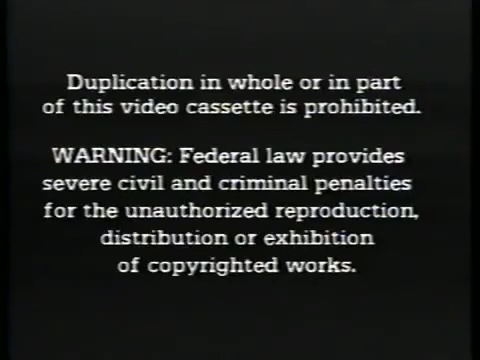 Duplication in whole or in part
of this video cassette is prohibited.
WARNING: Federal law provides
severe civil and criminal penalties
for the unauthorized reproduction,
distribution or exhibition
of copyrighted works.